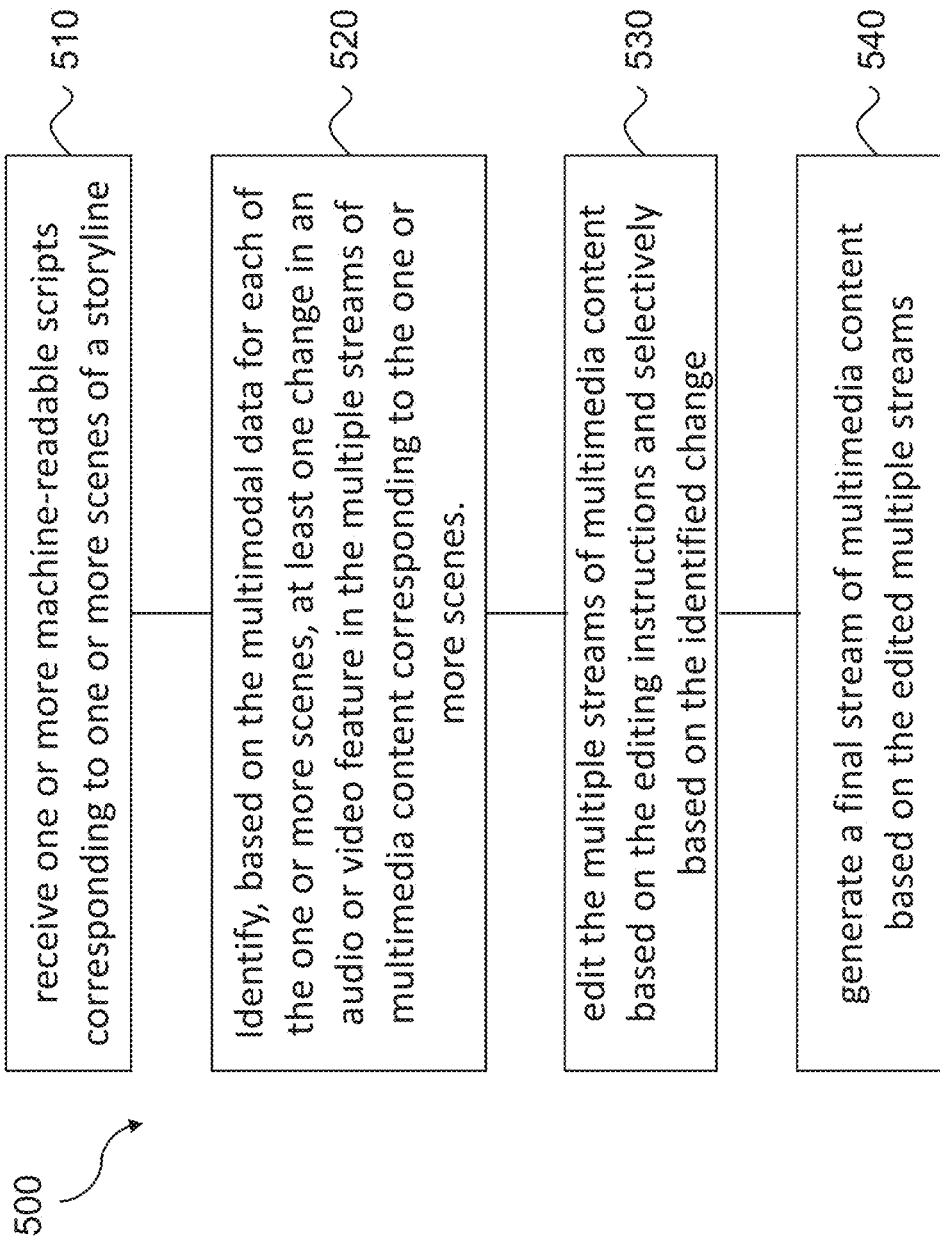 500
receive one or more machine-readable scripts
corresponding to one or more scenes of a storyline
510
Identify, based on the multimodal data for each of
the one or more scenes, at least one change in an
audio or video feature in the multiple streams of
multimedia content corresponding to the one or
more scenes.
520
edit the multiple streams of multimedia content
based on the editing instructions and selectively
based on the identified change
530
generate a final stream of multimedia content
based on the edited multiple streams
540